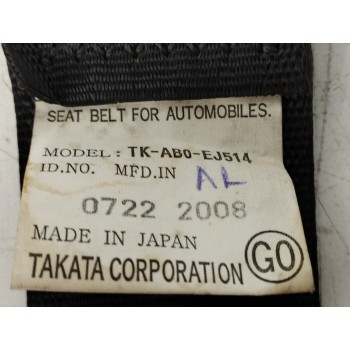 SEAT BELT FOR AUTOMOBILES.
MODEL: TK-AB0-EJ514
ID.NO. MFD.IN AL
0722 2008
MADE IN JAPAN
TAKATA CORPORATION GO